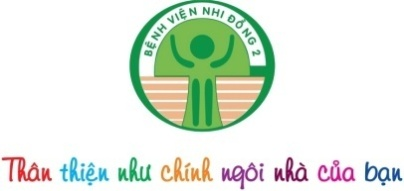 BỆNH VIỆN NHI ĐỒNG 2
Thân thiện như chính ngôi nhà của bạn